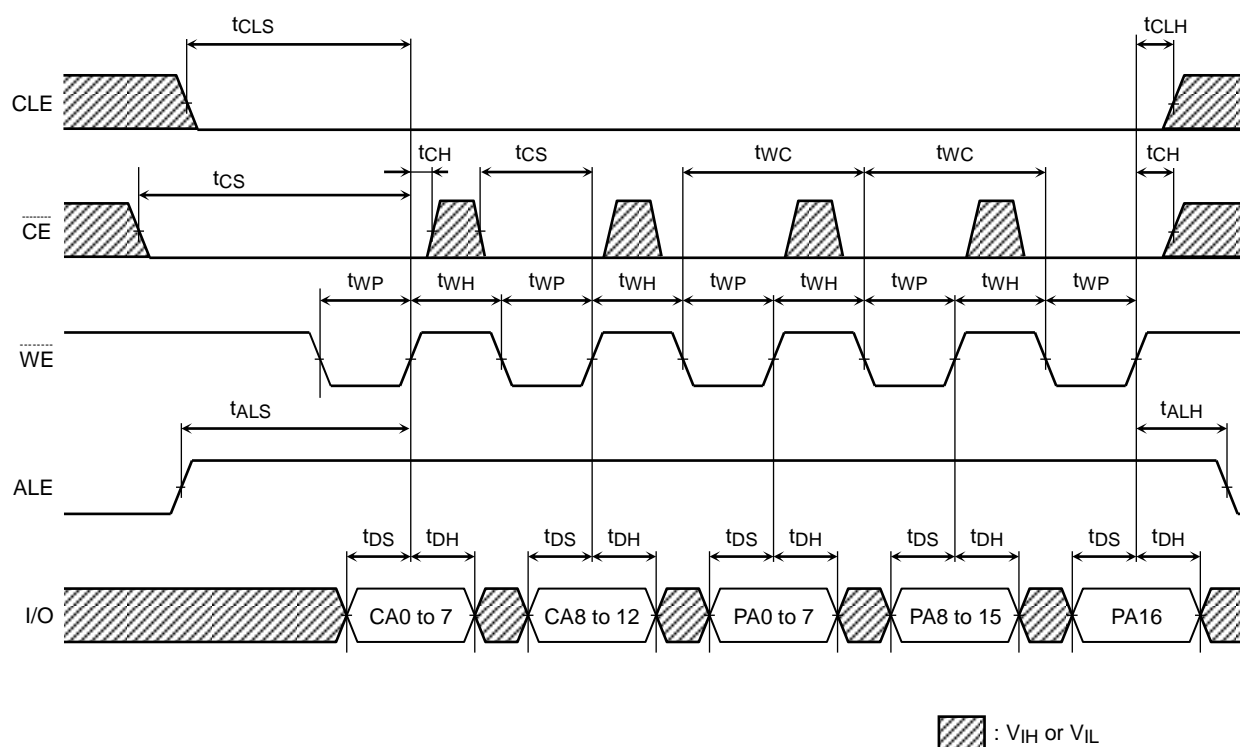 tCLS tCLH
CLE
tCH tCS tWC tWC tCH
tCS
CE
tWP tWH tWP tWH tWP tWH tWP tWH tWP
WE
tALS tALH
ALE
tDS tDH tDS tDH tDS tDH tDS tDH tDS tDH
I/O CA0 to 7 CA8 to 12 PA0 to 7 PA8 to 15 PA16
: VIH or VIL